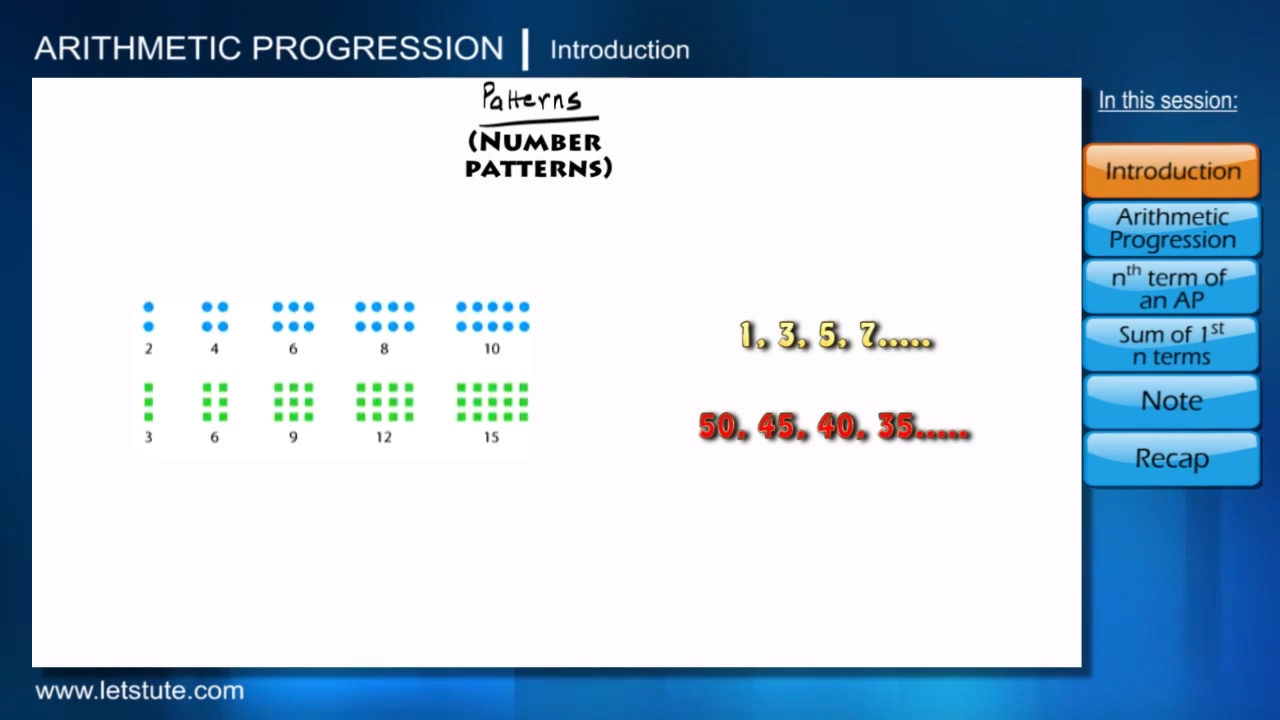 ARITHMETIC PROGRESSION | Introduction
Patterns
(NUMBER
PATTERNS)
2 4 6 8 10
3 6 9 12 15
1, 3, 5, 7.....
50, 45, 40, 35.....
In this session:
Introduction
Arithmetic
Progression
nth term of
an AP
Sum of 1st
n terms
Note
Recap
www.letstute.com